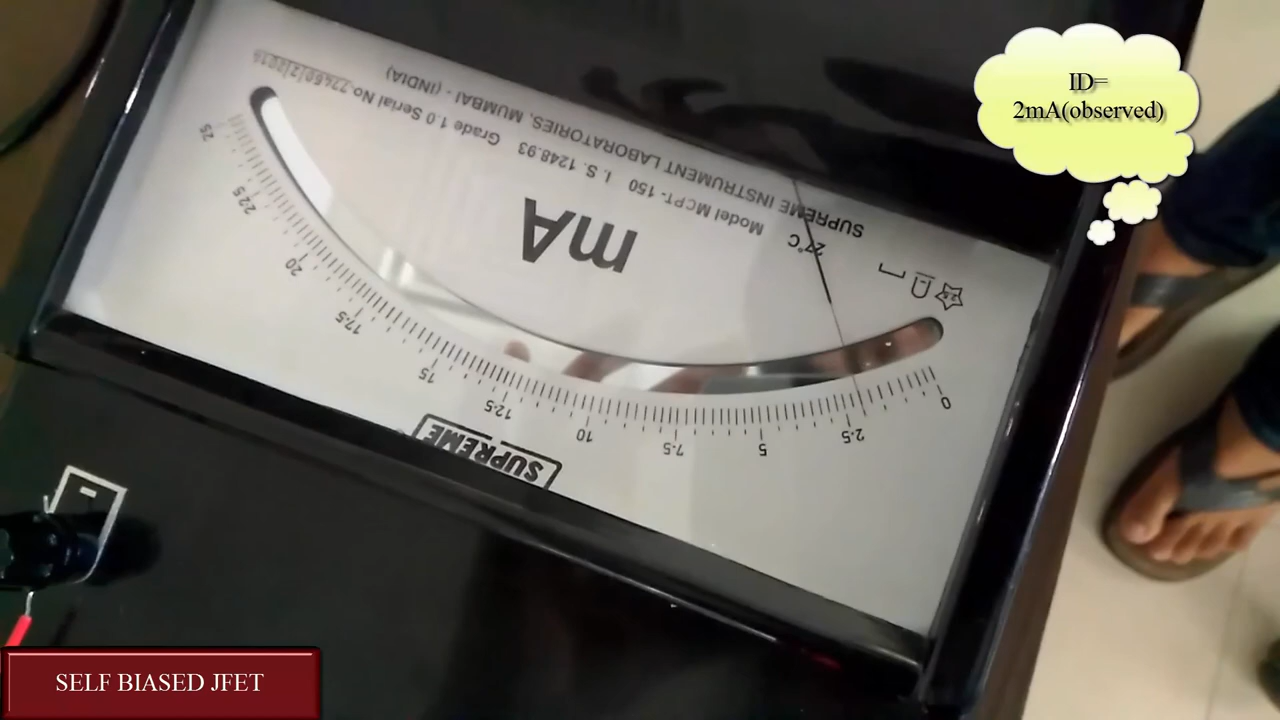 ID=
2mA(observed)
SUPREME INSTRUMENT LABORATORIES, MUMBAI - (INDIA)
Model MCPT- 150 I. S. 1248.93 Grade 1.0 Serial No.
27°C
mA
0 2·5 5 7·5 10 12·5 15 17·5 20 22·5 25
SUPREME
SELF BIASED JFET